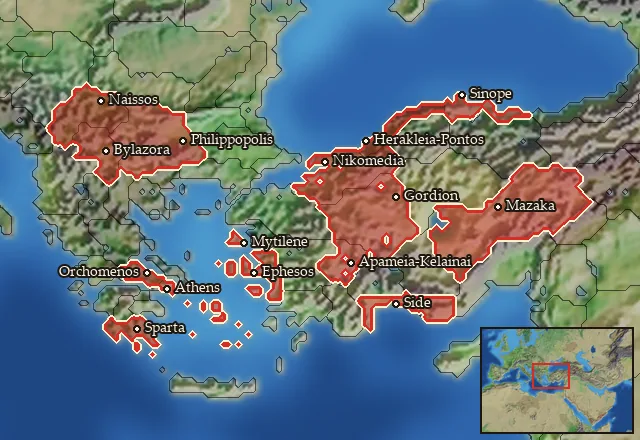 Sinope
Naissos
Philippopolis
Herakleia-Pontos
Bylazora
Nikomedia
Gordion
Mazaka
Mytilene
Apameia-Kelainai
Orchomenos
Ephesos
Athens
Side
Sparta